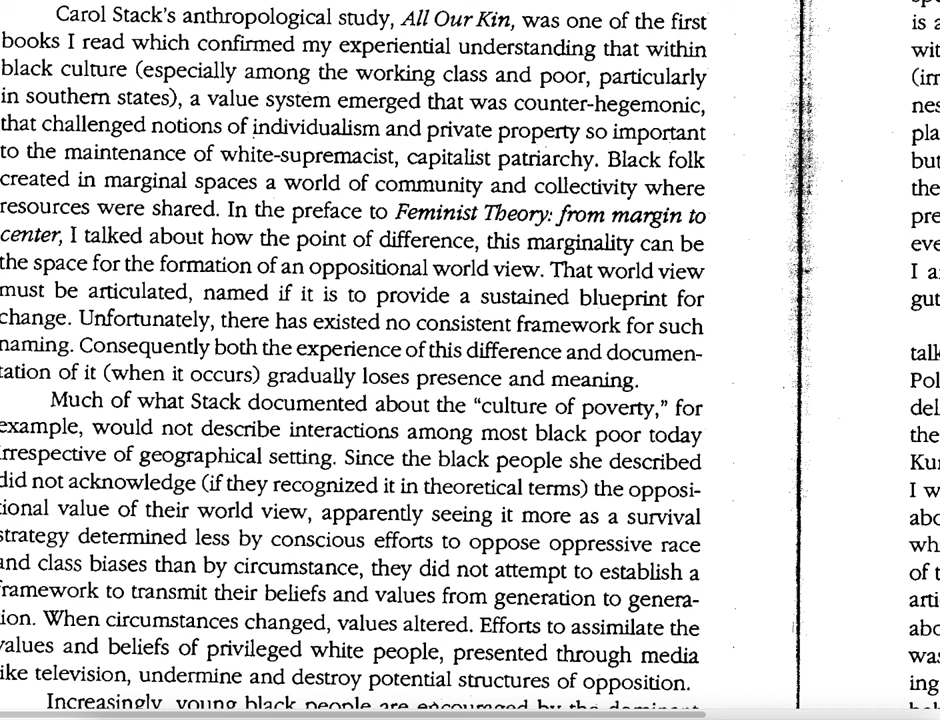 Carol Stack's anthropological study, All Our Kin, was one of the first
books I read which confirmed my experiential understanding that within
black culture (especially among the working class and poor, particularly
in southern states), a value system emerged that was counter-hegemonic,
that challenged notions of individualism and private property so important
to the maintenance of white-supremacist, capitalist patriarchy. Black folk
created in marginal spaces a world of community and collectivity where
resources were shared. In the preface to Feminist Theory: from margin to
center, I talked about how the point of difference, this marginality can be
the space for the formation of an oppositional world view. That world view
must be articulated, named if it is to provide a sustained blueprint for
change. Unfortunately, there has existed no consistent framework for such
naming. Consequently both the experience of this difference and documen-
tation of it (when it occurs) gradually loses presence and meaning.
Much of what Stack documented about the "culture of poverty," for
example, would not describe interactions among most black poor today
irrespective of geographical setting. Since the black people she described
did not acknowledge (if they recognized it in theoretical terms) the opposi-
tional value of their world view, apparently seeing it more as a survival
strategy determined less by conscious efforts to oppose oppressive race
and class biases than by circumstance, they did not attempt to establish a
framework to transmit their beliefs and values from generation to genera-
tion. When circumstances changed, values altered. Efforts to assimilate the
values and beliefs of privileged white people, presented through media
like television, undermine and destroy potential structures of opposition.
Increasingly, young black people are encouraged by the dominant
is a
wit
(irr
nes
pla
but
the
pre
eve
I a
gut
talk
Pol
del
the
Kur
I w
abo
wh
of t
arti
abo
was
ing